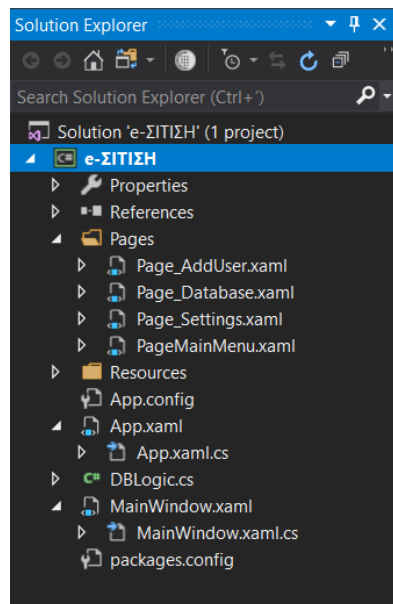 Solution Explorer
Search Solution Explorer (Ctrl+΄)
Solution 'e-ΣΙΤΙΣΗ' (1 project)
C# e-ΣΙΤΙΣΗ
Properties
References
Pages
Page_AddUser.xaml
Page_Database.xaml
Page_Settings.xaml
PageMainMenu.xaml
Resources
App.config
App.xaml
App.xaml.cs
C# DBLogic.cs
MainWindow.xaml
MainWindow.xaml.cs
packages.config